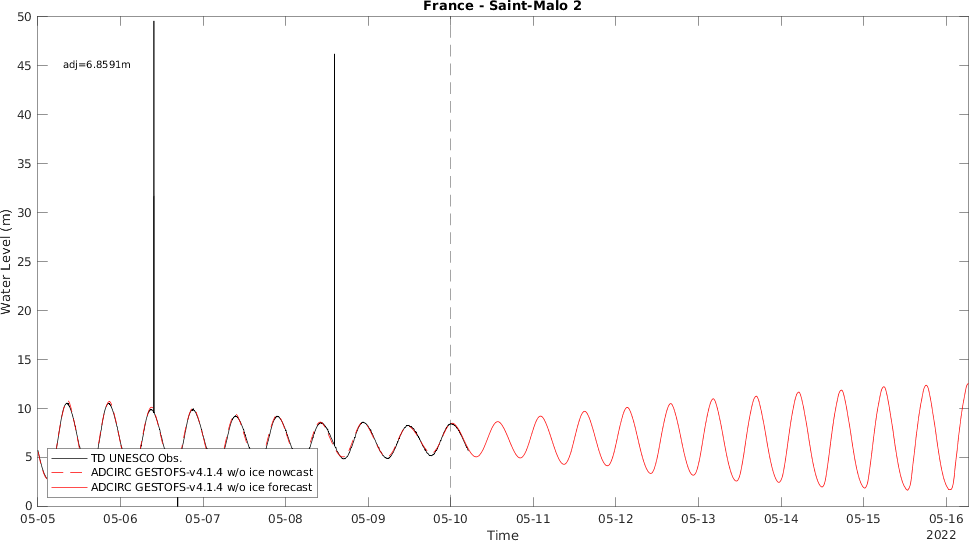 France - Saint-Malo 2
50
45
40
35
30
25
20
15
10
5
0
Water Level (m)
adj=6.8591m
TD UNESCO Obs.
ADCIRC GESTOFS-v4.1.4 w/o ice nowcast
ADCIRC GESTOFS-v4.1.4 w/o ice forecast
05-05 05-06 05-07 05-08 05-09 05-10 05-11 05-12 05-13 05-14 05-15 05-16
Time
2022